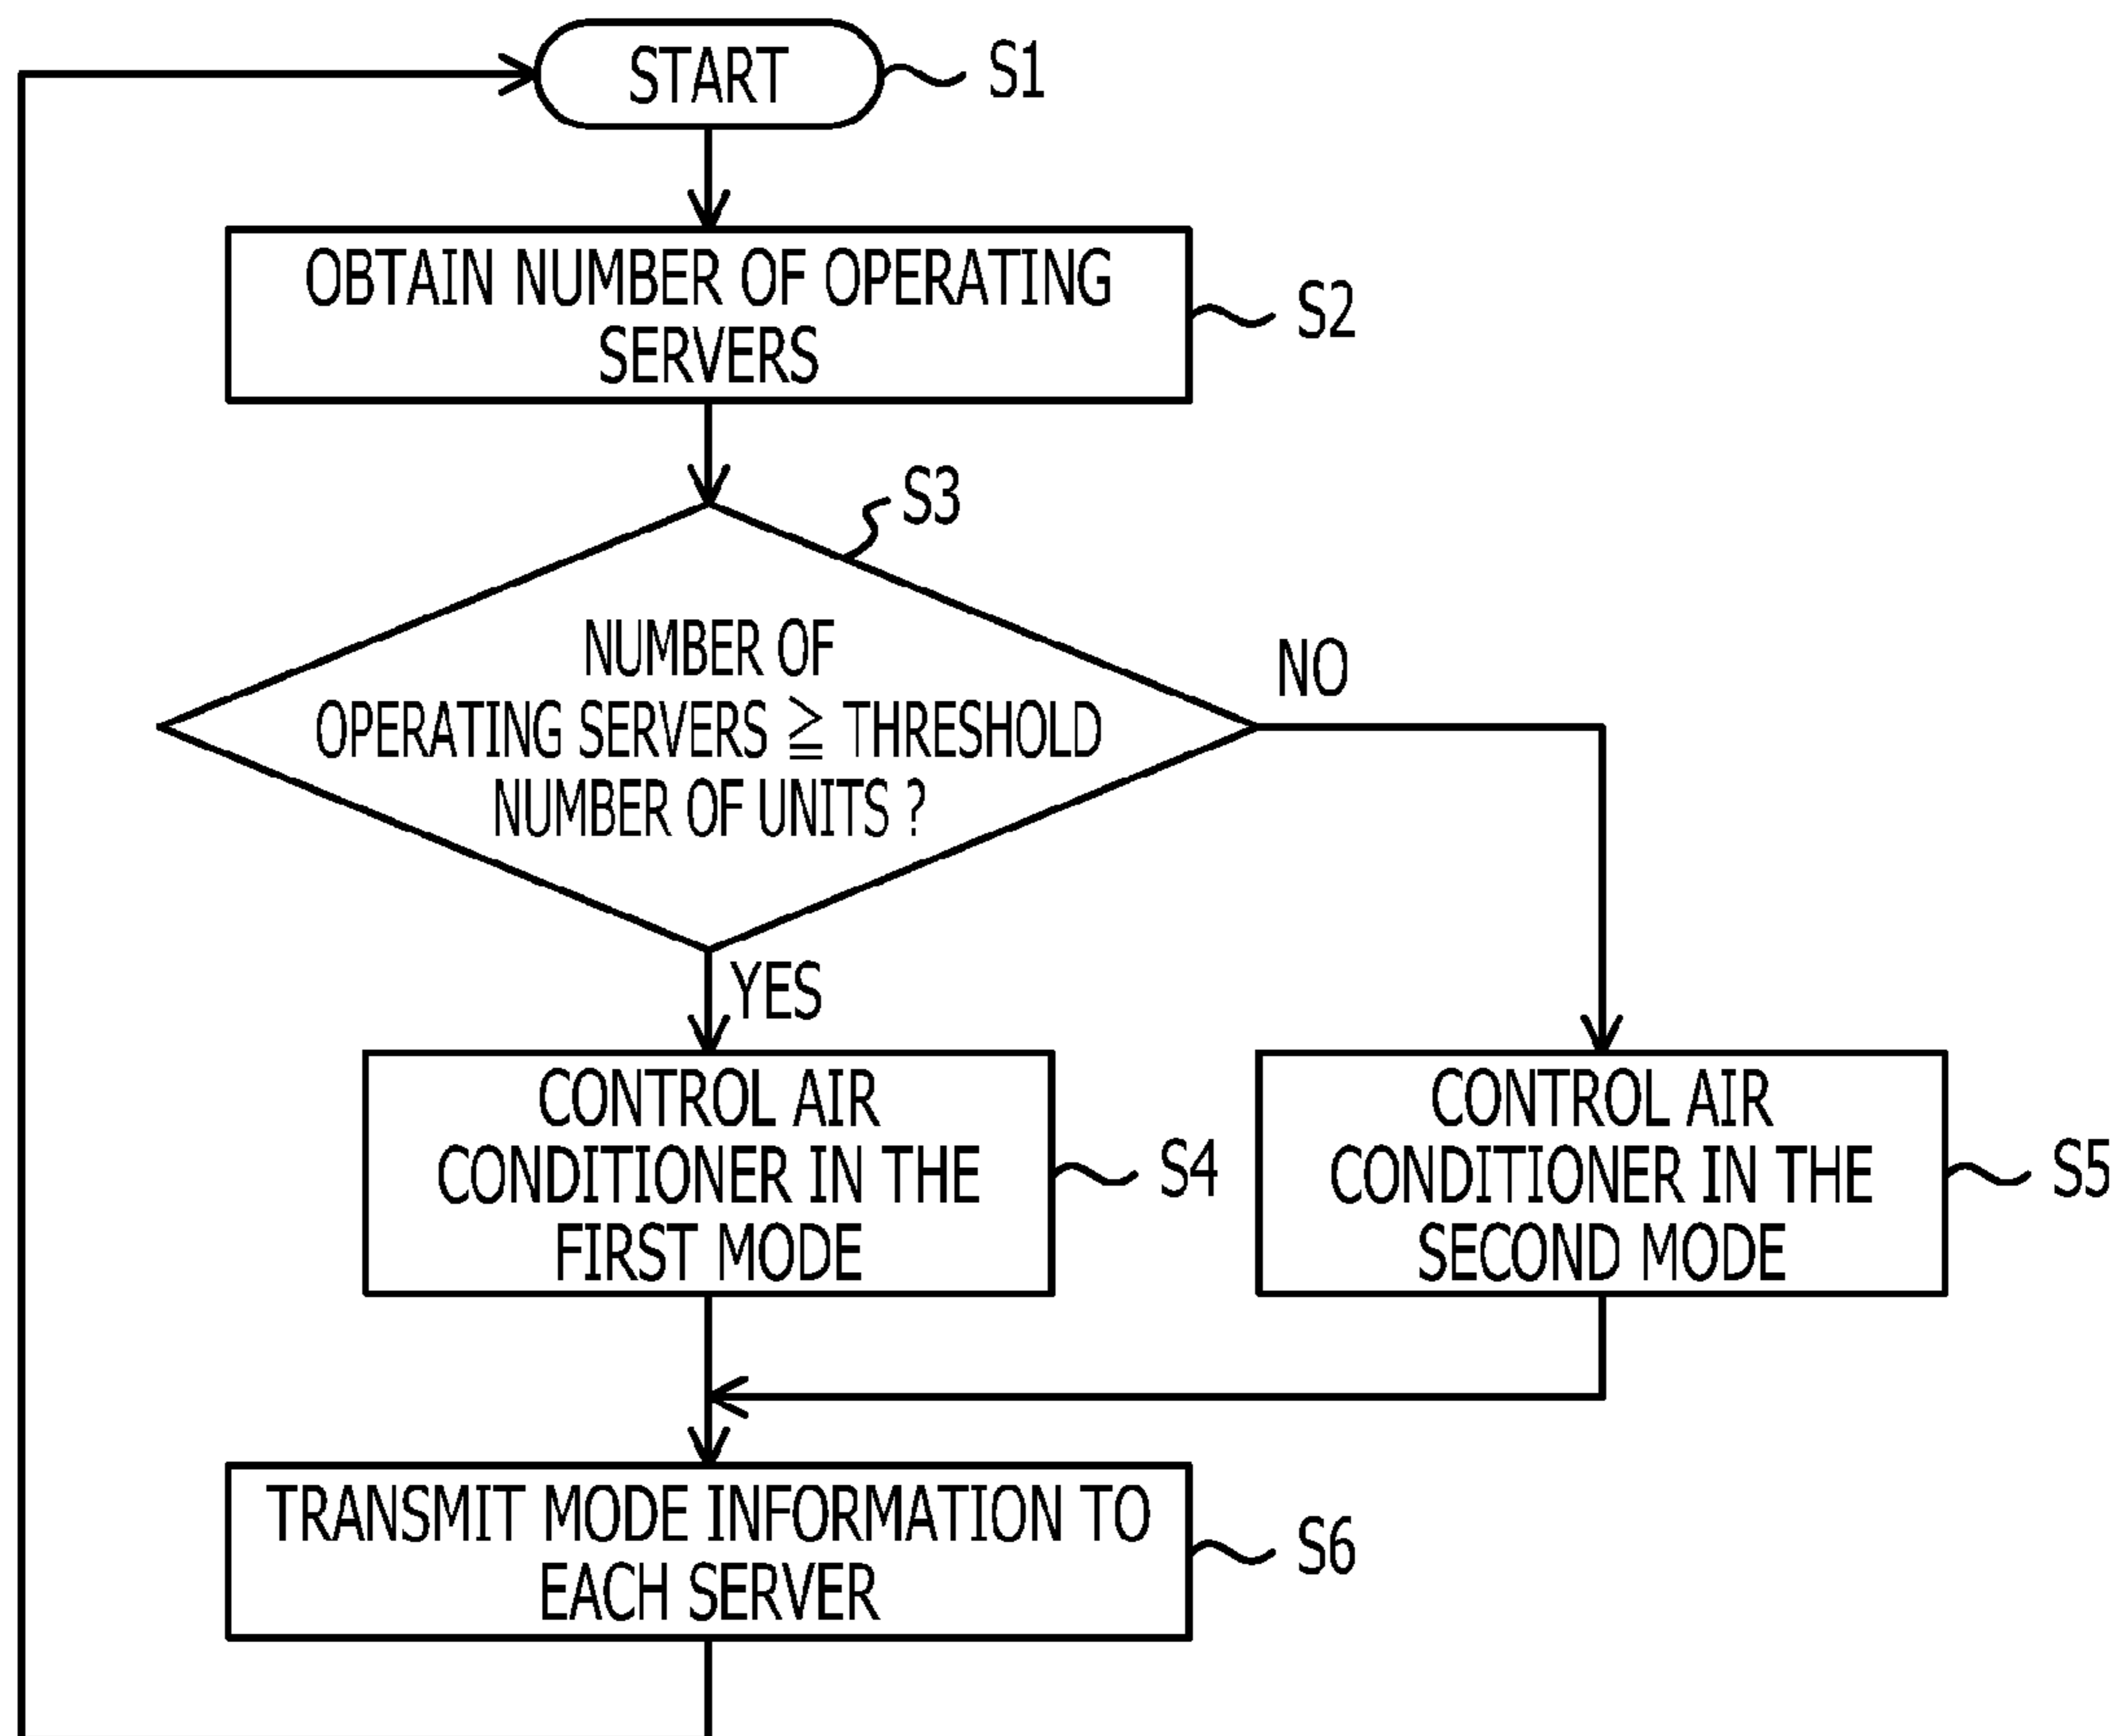 START
S1
OBTAIN NUMBER OF OPERATING
SERVERS
S2
S3
NUMBER OF
OPERATING SERVERS ≧ THRESHOLD
NUMBER OF UNITS ?
NO
YES
CONTROL AIR
CONDITIONER IN THE
FIRST MODE
S4
CONTROL AIR
CONDITIONER IN THE
SECOND MODE
S5
TRANSMIT MODE INFORMATION TO
EACH SERVER
S6